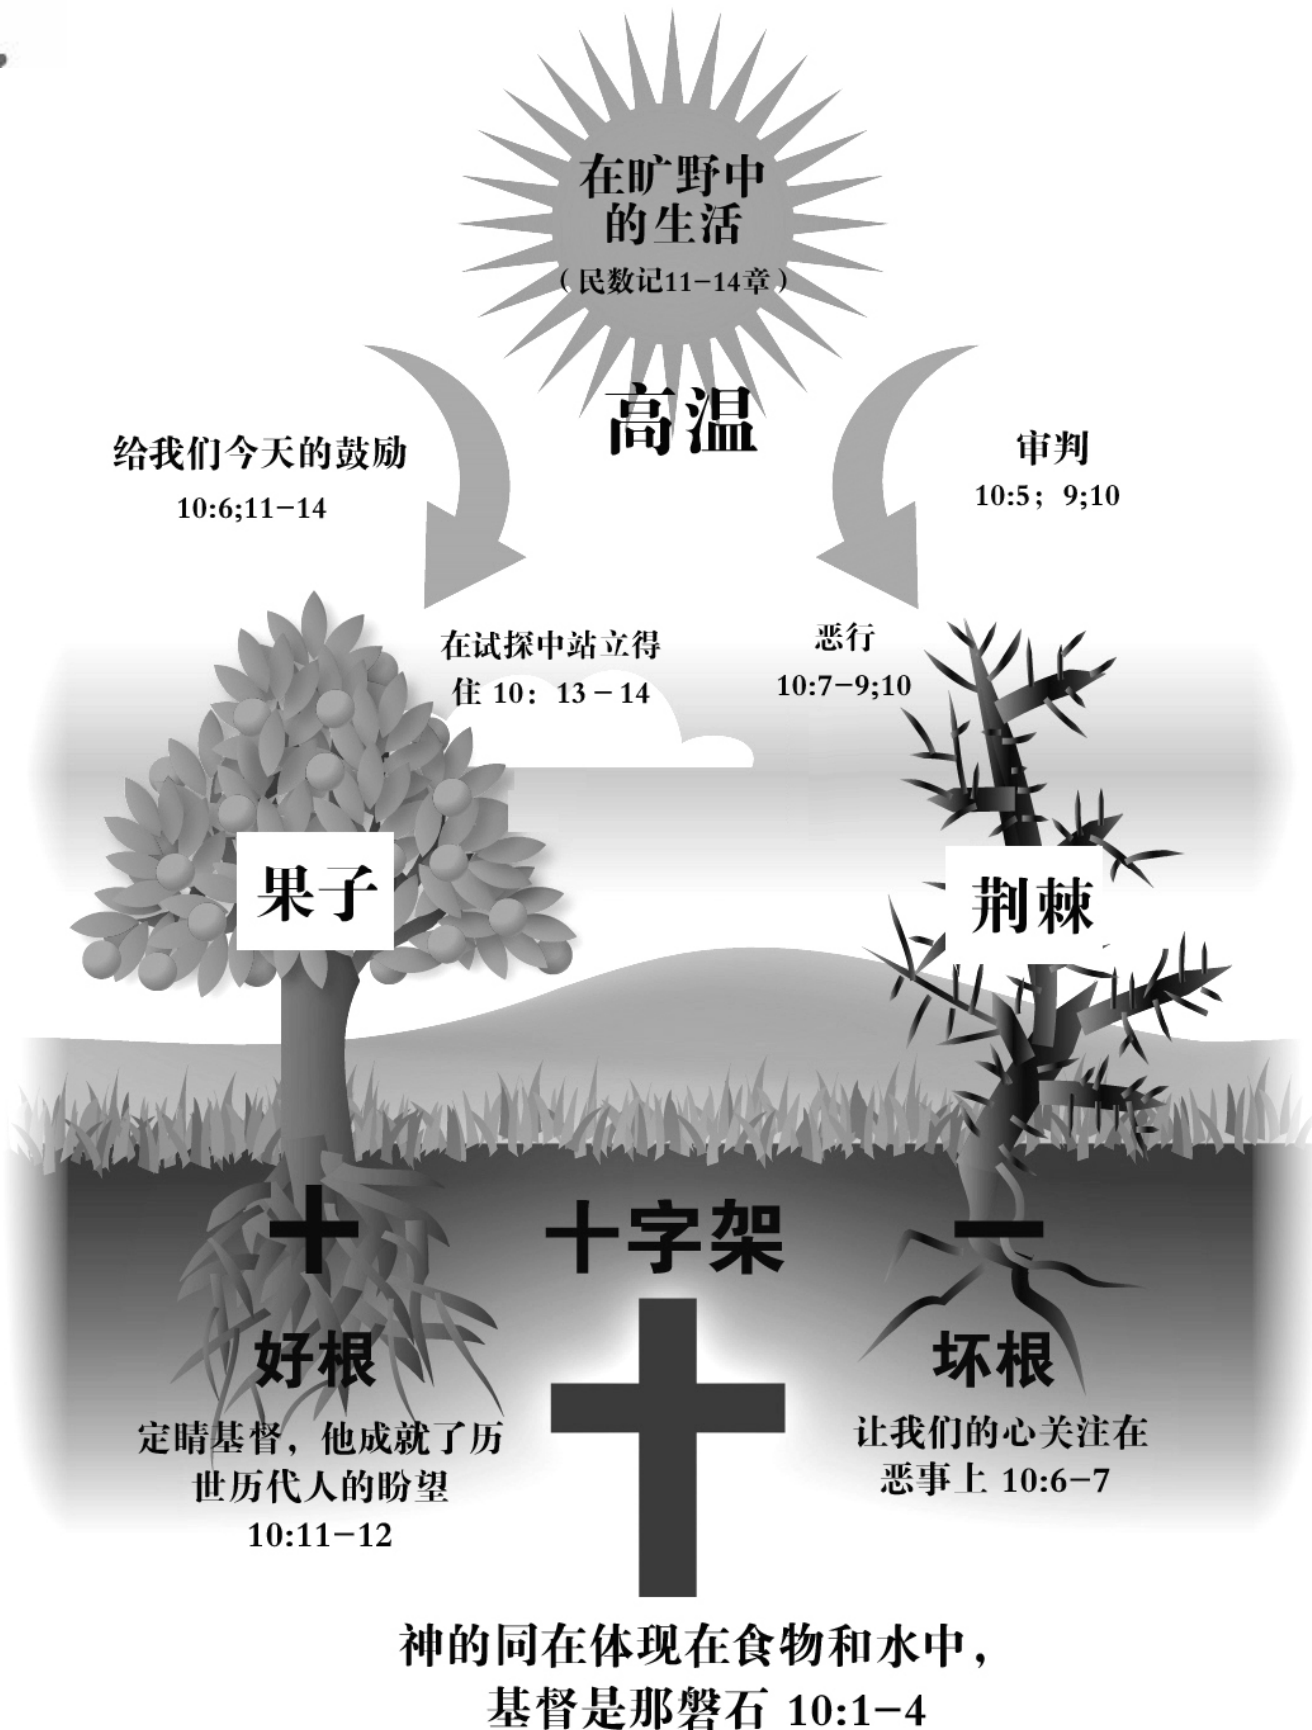 在旷野中
的生活
（民数记11-14章）
高温
给我们今天的鼓励
10:6;11-14
审判
10:5；9;10
在试探中站立得
住 10：13-14
恶行
10:7-9;10
果子
荆棘
+
十字架
-
好根
坏根
定睛基督，他成就了历
世历代人的盼望
10:11-12
让我们的心关注在
恶事上 10:6-7
神的同在体现在食物和水中，
基督是那磐石 10:1-4